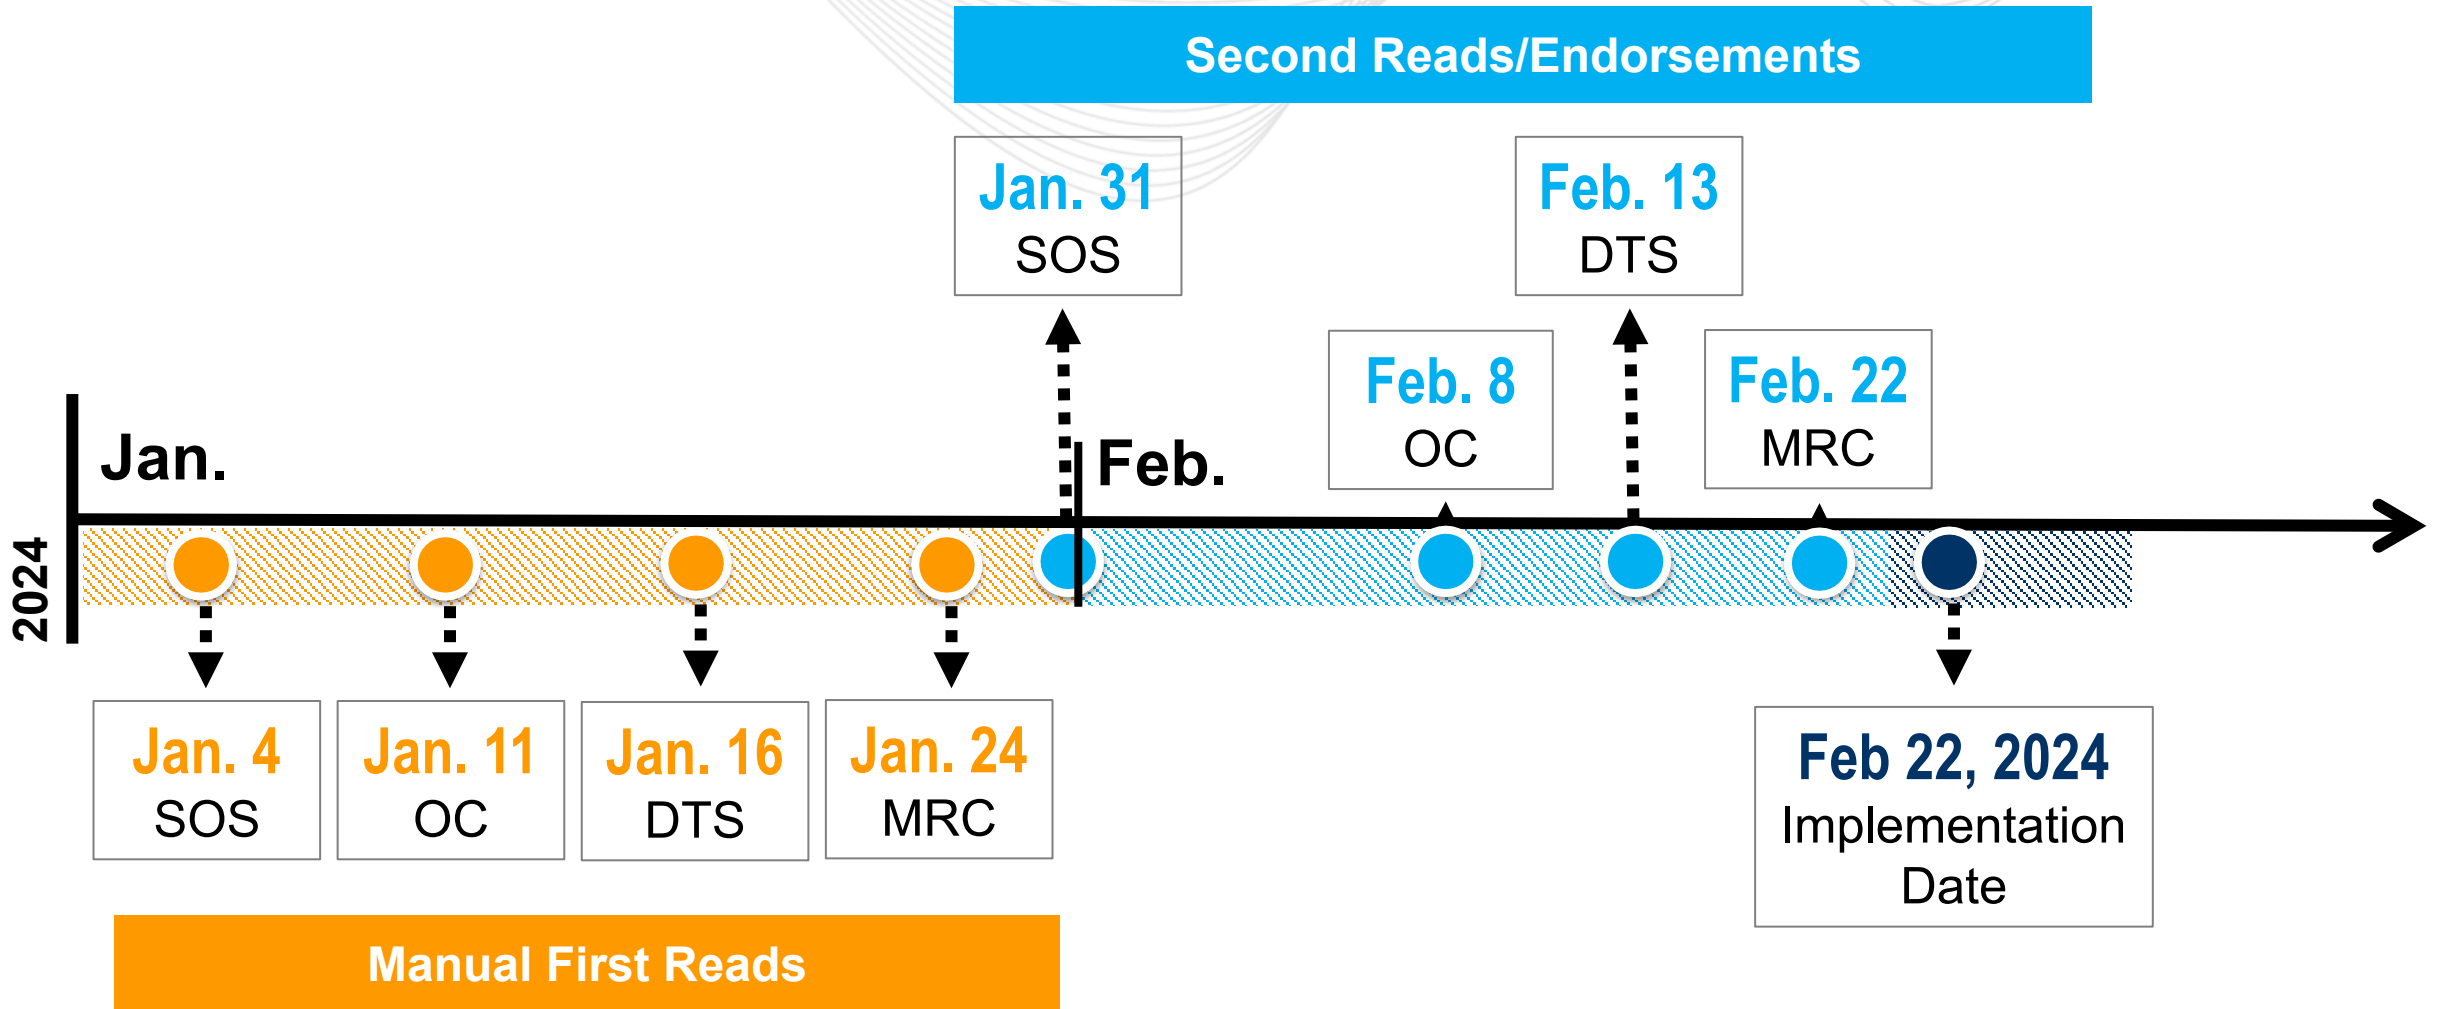 Second Reads/Endorsements
Jan. 31
SOS
Feb. 13
DTS
Feb. 8
OC
Feb. 22
MRC
Jan.
Feb.
2024
Jan. 4
SOS
Jan. 11
OC
Jan. 16
DTS
Jan. 24
MRC
Feb 22, 2024
Implementation
Date
Manual First Reads